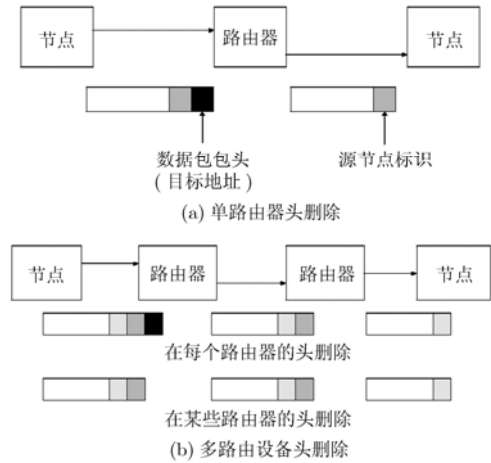 节点 路由器 节点
数据包包头 源节点标识
(目标地址)
(a) 单路由器头删除
节点 路由器 路由器 节点
在每个路由器的头删除
在某些路由器的头删除
(b) 多路由设备头删除